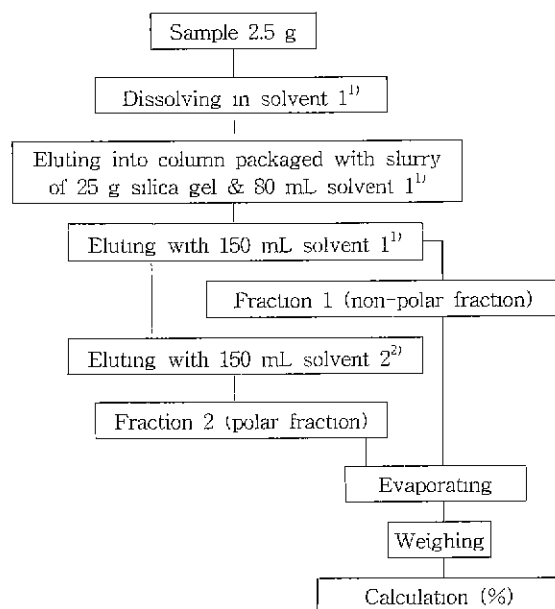 Sample 2.5 g
Dissolving in solvent 1¹⁾
Eluting into column packaged with slurry
of 25 g silica gel & 80 mL solvent 1¹⁾
Eluting with 150 mL solvent 1¹⁾
Fraction 1 (non-polar fraction)
Eluting with 150 mL solvent 2²⁾
Fraction 2 (polar fraction)
Evaporating
Weighing
Calculation (%)